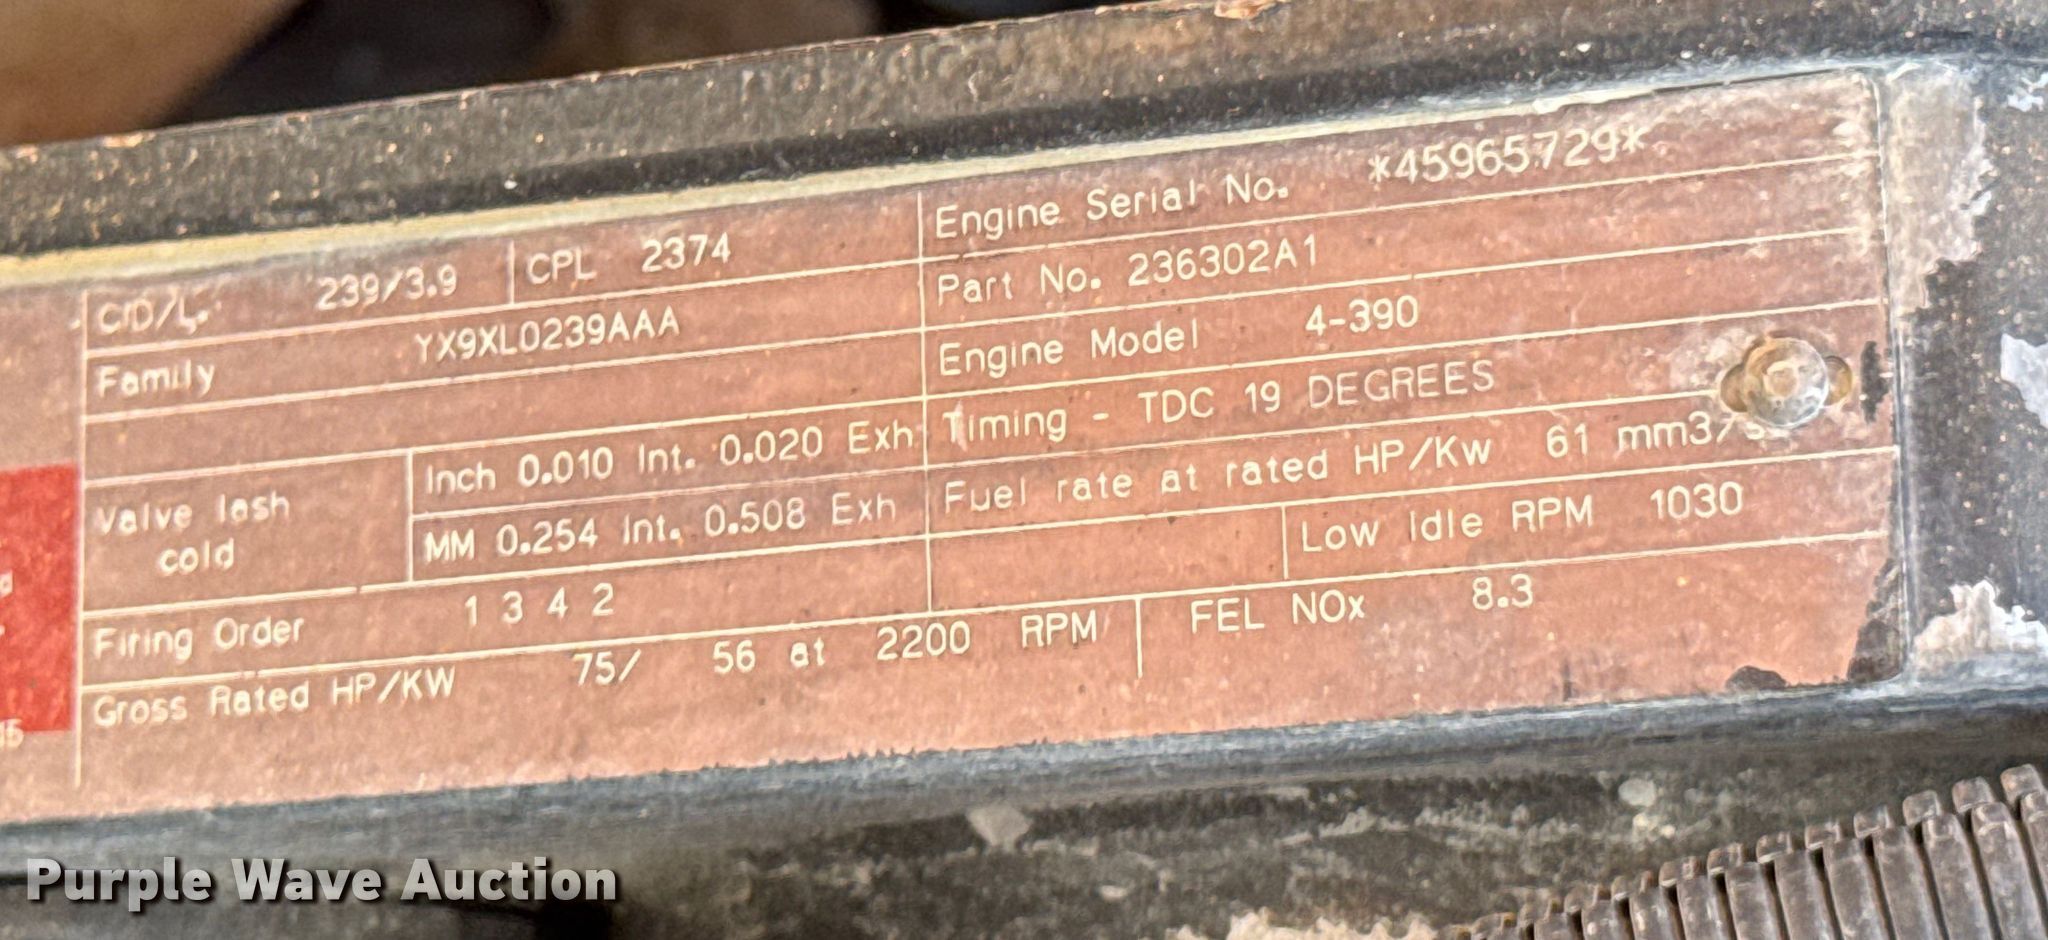 C.I.D./L. 239/3.9 CPL 2374
Family YX9XL0239AAA
Valve lash cold
Inch 0.010 Int. 0.020 Exh
MM 0.254 Int. 0.508 Exh
Firing Order 1 3 4 2
Gross Rated HP/KW 75/ 56 at 2200 RPM
FEL NOx 8.3
Engine Serial No. *45965729*
Part No. 236302A1
Engine Model 4-390
Timing - TDC 19 DEGREES
Fuel rate at rated HP/Kw 61 mm3/
Low Idle RPM 1030
Purple Wave Auction